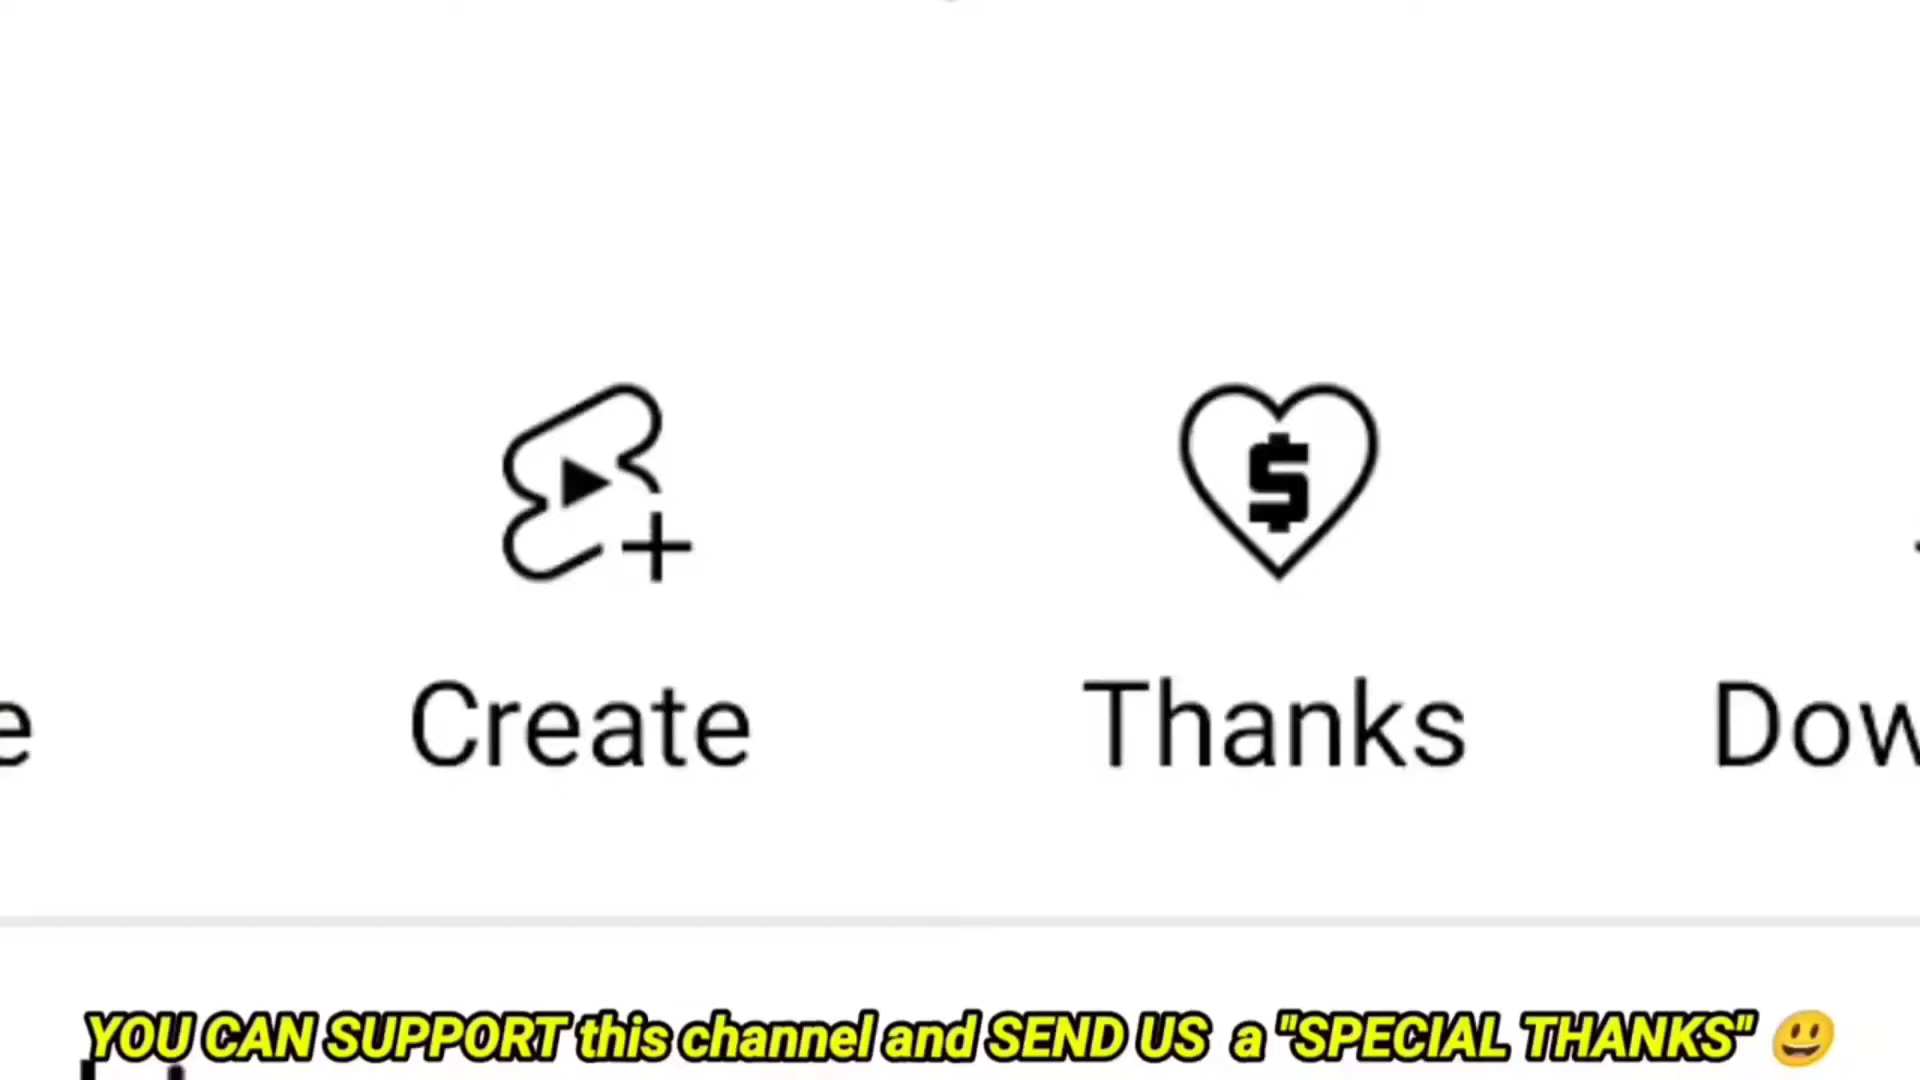 Create Thanks
YOU CAN SUPPORT this channel and SEND US a "SPECIAL THANKS" 😃